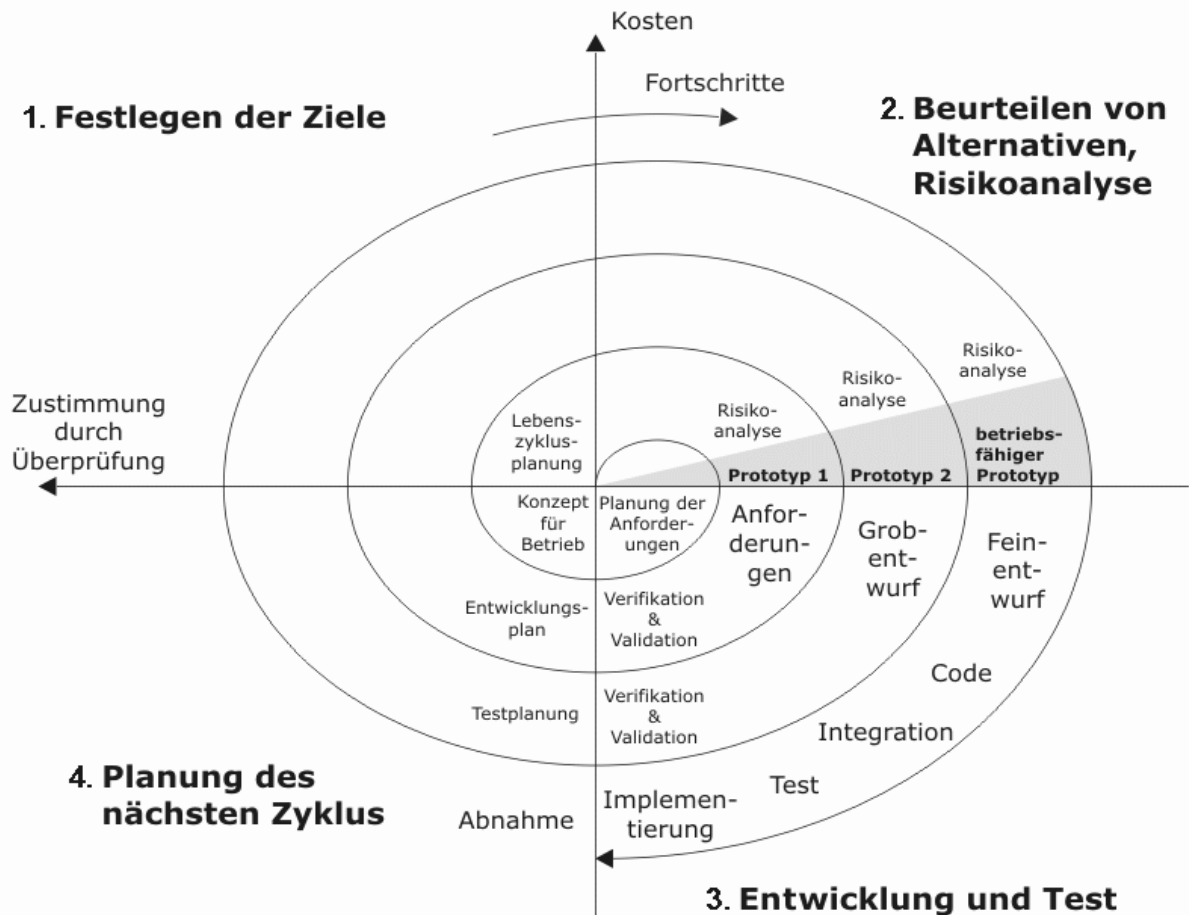 Kosten
Fortschritte
1. Festlegen der Ziele
2. Beurteilen von
Alternativen,
Risikoanalyse
Zustimmung
durch
Überprüfung
Lebens-
zyklus-
planung
Risiko-
analyse
Risiko-
analyse
Risiko-
analyse
Prototyp 1
Prototyp 2
betriebs-
fähiger
Prototyp
Konzept
für
Betrieb
Planung der
Anforder-
ungen
Anfor-
derun-
gen
Grob-
ent-
wurf
Fein-
ent-
wurf
Entwicklungs-
plan
Verifikation
&
Validation
Testplanung
Verifikation
&
Validation
Code
Integration
Test
Implemen-
tierung
Abnahme
4. Planung des
nächsten Zyklus
3. Entwicklung und Test